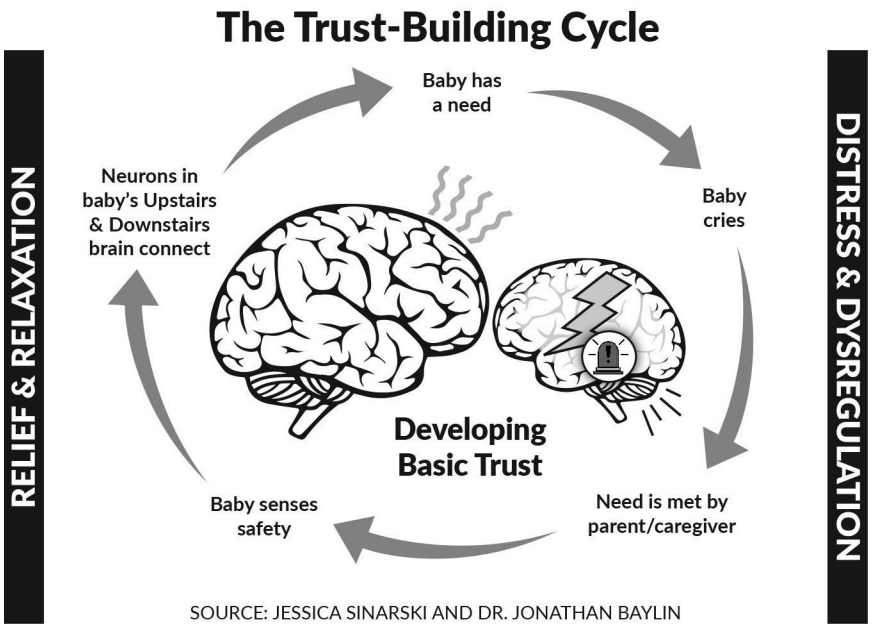 The Trust-Building Cycle
Baby has
a need
Baby
cries
Need is met by
parent/caregiver
Baby senses
safety
Neurons in
baby's Upstairs
& Downstairs
brain connect
Developing
Basic Trust
RELIEF & RELAXATION
DISTRESS & DYSREGULATION
!
SOURCE: JESSICA SINARSKI AND DR. JONATHAN BAYLIN